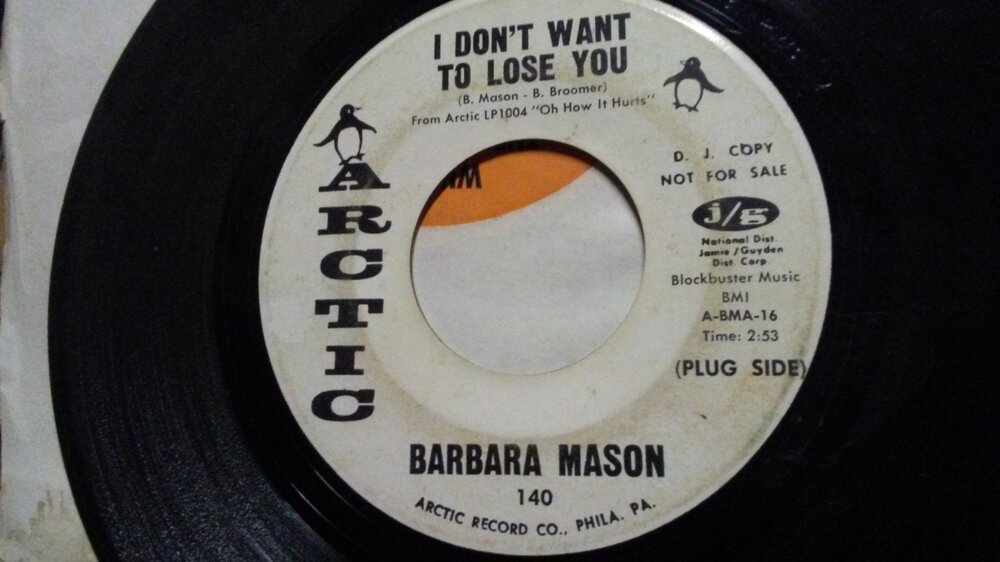 I DON'T WANT
TO LOSE YOU
(B. Mason - B. Broomer)
From Arctic LP1004 "Oh How It Hurts"
ARCTIC
D. J. COPY
NOT FOR SALE
j/g
National Dist.
Jamie/Guyden
Dist. Corp
Blockbuster Music
BMI
A-BMA-16
Time: 2:53
(PLUG SIDE)
BARBARA MASON
140
ARCTIC RECORD CO., PHILA. PA.